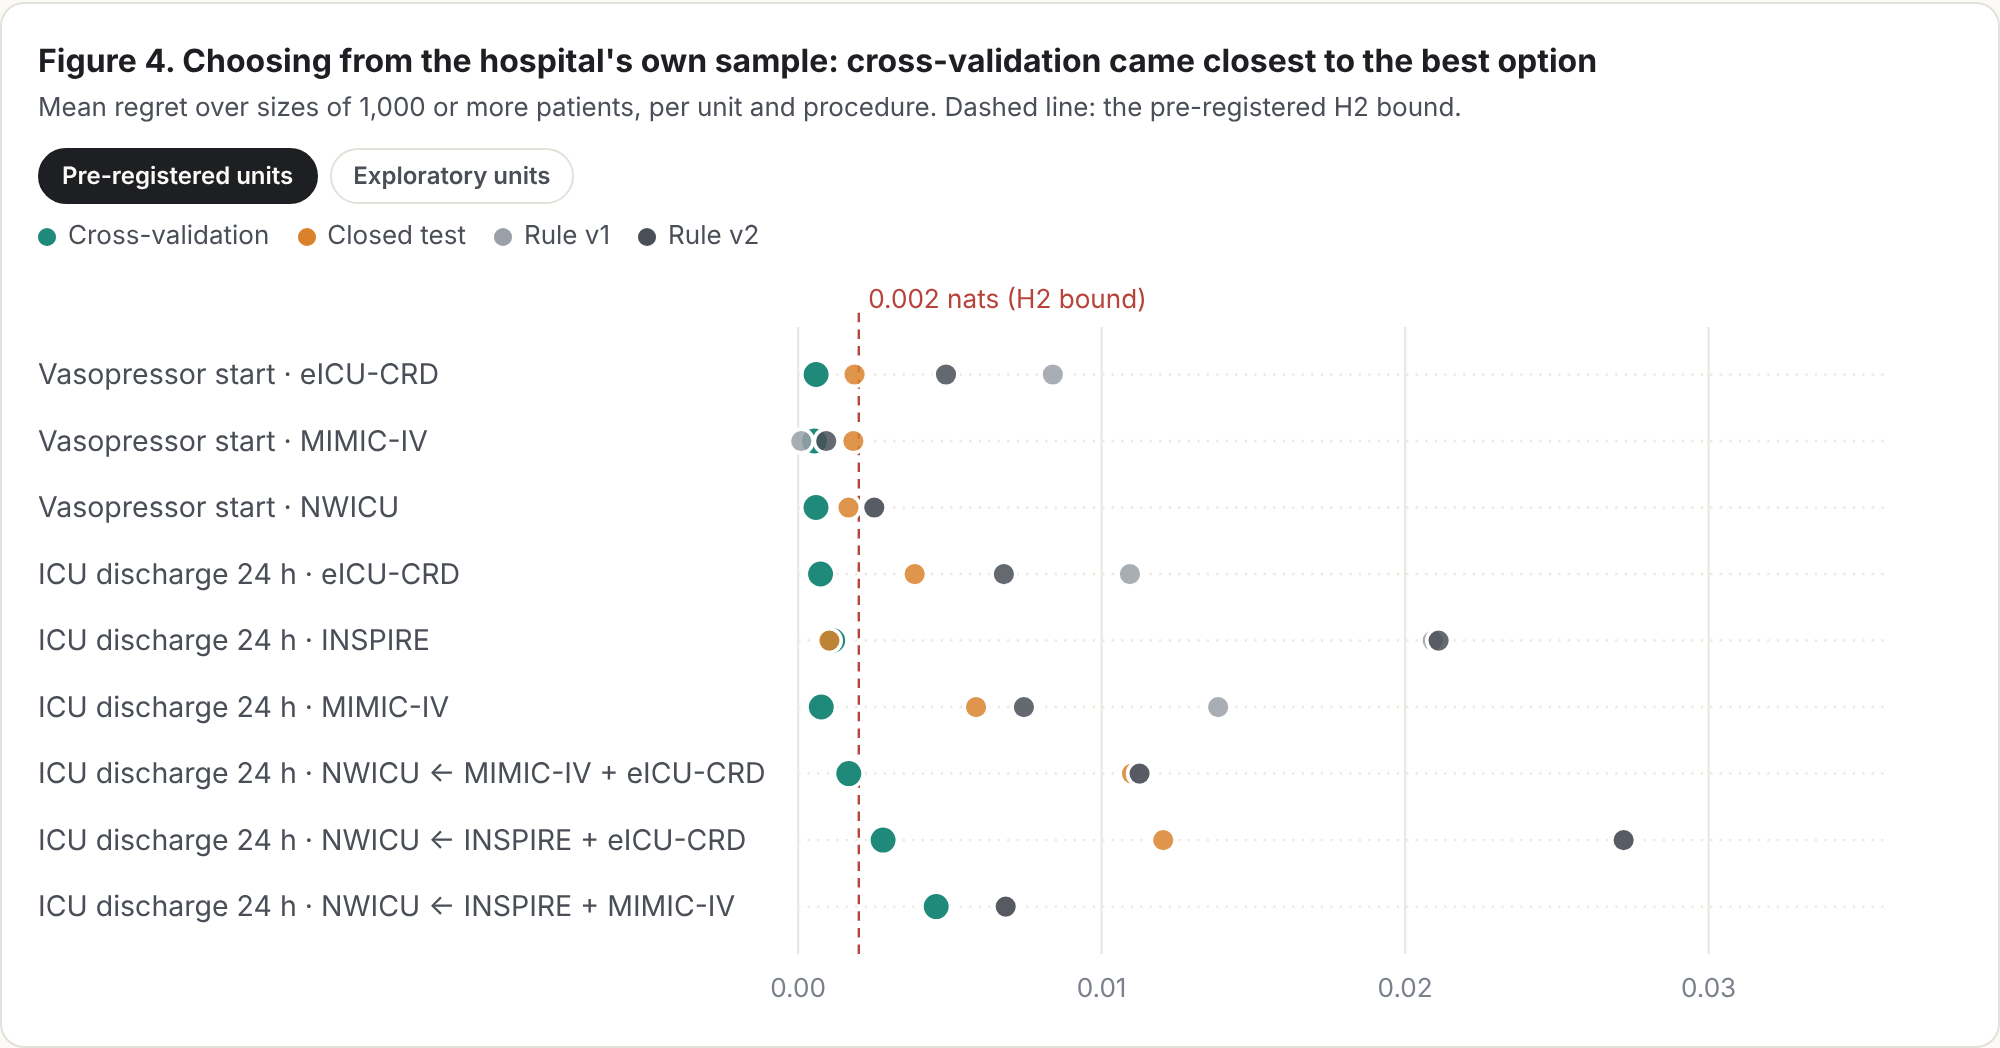 Figure 4. Choosing from the hospital's own sample: cross-validation came closest to the best option
Mean regret over sizes of 1,000 or more patients, per unit and procedure. Dashed line: the pre-registered H2 bound.
Pre-registered units
Exploratory units
Cross-validation
Closed test
Rule v1
Rule v2
0.002 nats (H2 bound)
Vasopressor start · eICU-CRD
Vasopressor start · MIMIC-IV
Vasopressor start · NWICU
ICU discharge 24 h · eICU-CRD
ICU discharge 24 h · INSPIRE
ICU discharge 24 h · MIMIC-IV
ICU discharge 24 h · NWICU ← MIMIC-IV + eICU-CRD
ICU discharge 24 h · NWICU ← INSPIRE + eICU-CRD
ICU discharge 24 h · NWICU ← INSPIRE + MIMIC-IV
0.00
0.01
0.02
0.03